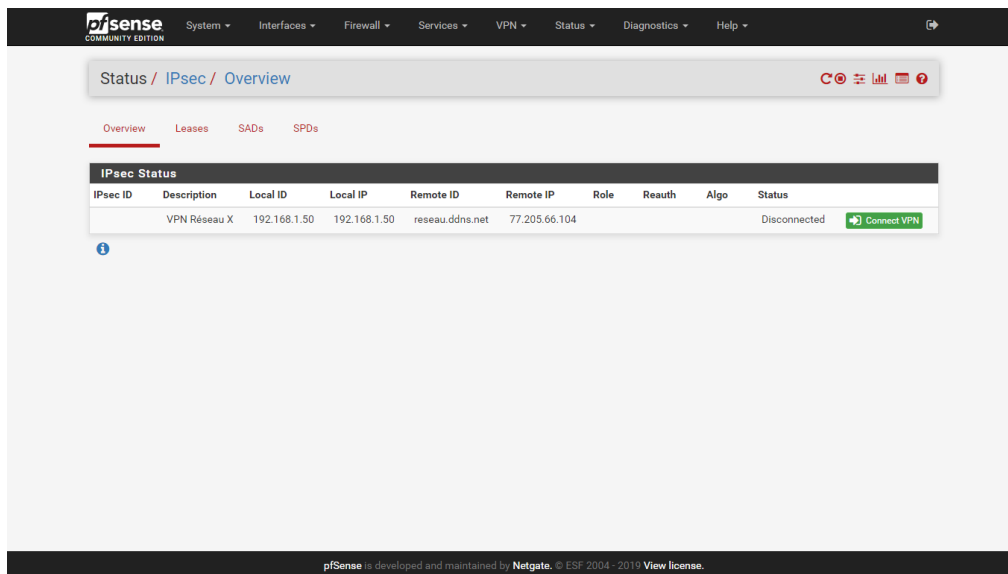 pfsense COMMUNITY EDITION System Interfaces Firewall Services VPN Status Diagnostics Help
Status / IPsec / Overview
Overview Leases SADs SPDs
IPsec Status
IPsec ID Description Local ID Local IP Remote ID Remote IP Role Reauth Algo Status
VPN Réseau X 192.168.1.50 192.168.1.50 reseau.ddns.net 77.205.66.104 Disconnected Connect VPN
pfSense is developed and maintained by Netgate. © ESF 2004 - 2019 View license.